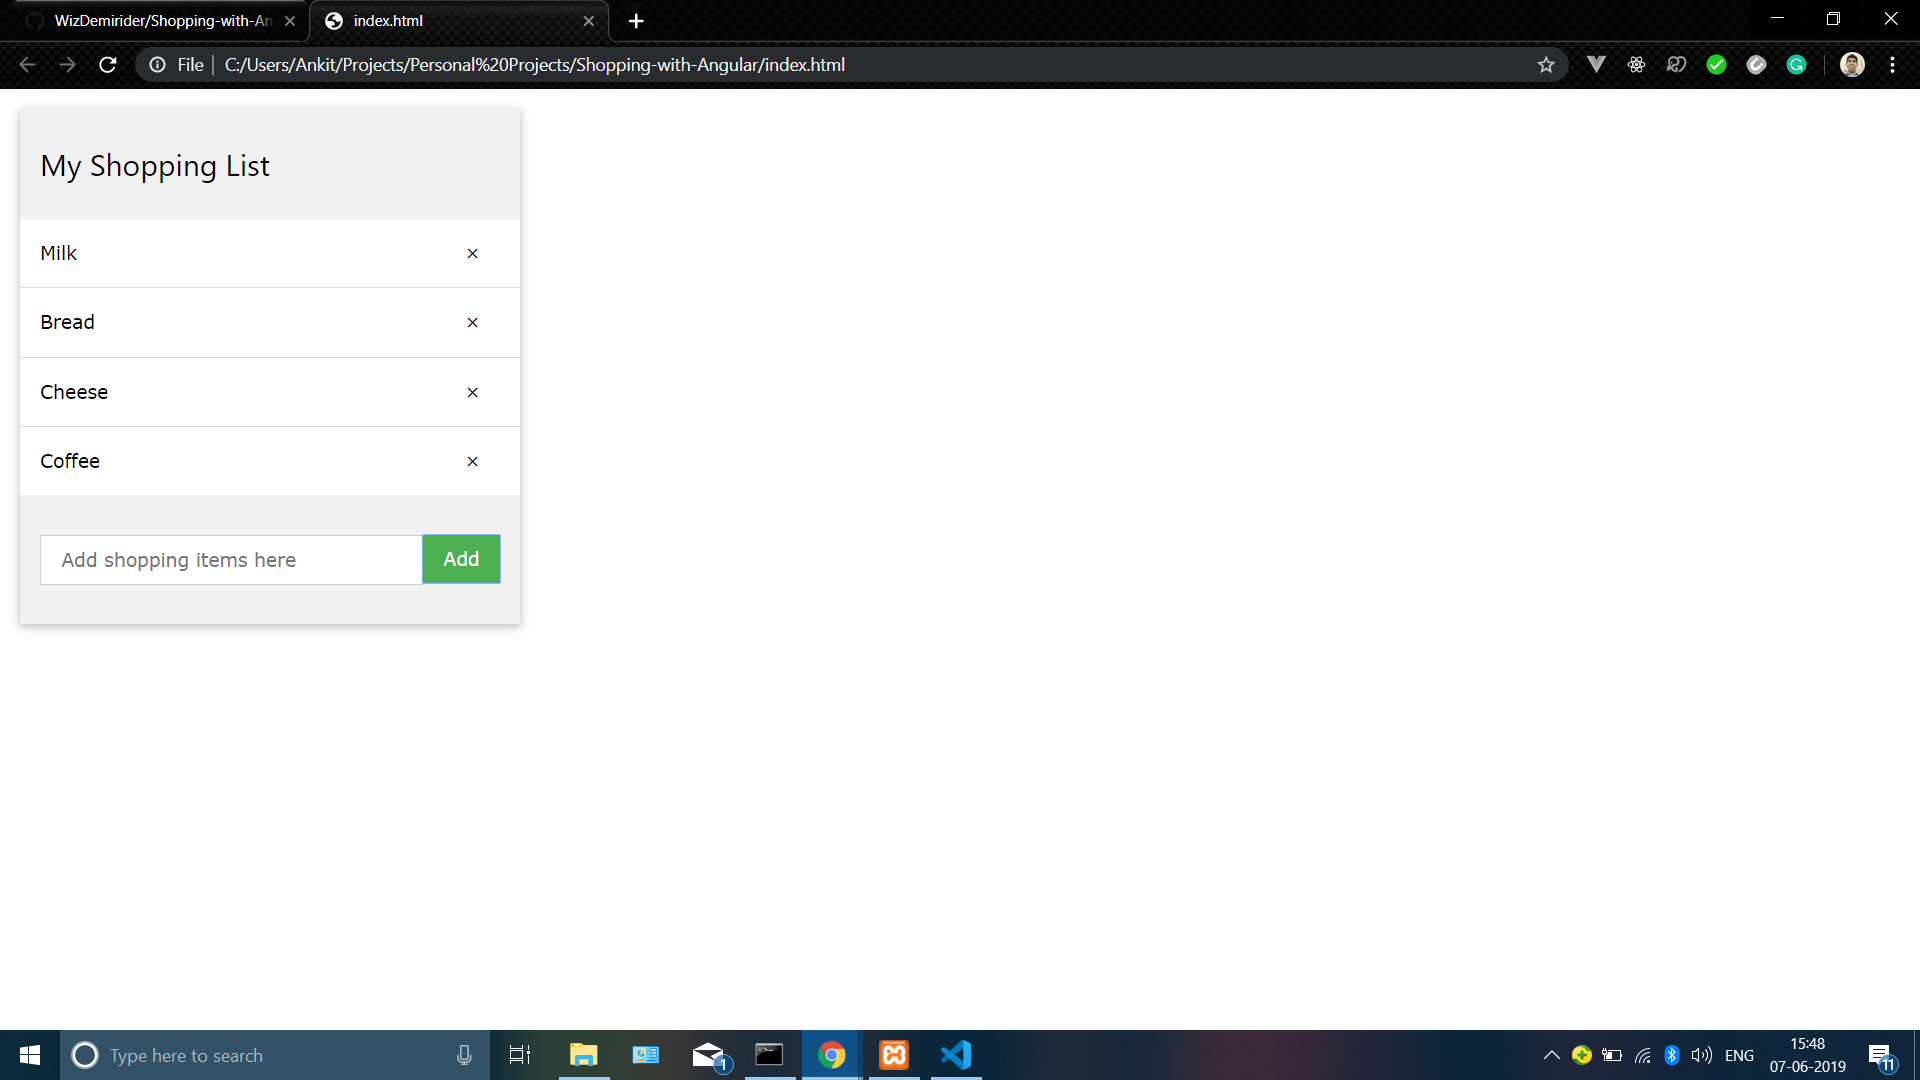 WizDemirider/Shopping-with-An
index.html
File
C:/Users/Ankit/Projects/Personal%20Projects/Shopping-with-Angular/index.html
My Shopping List
Milk ×
Bread ×
Cheese ×
Coffee ×
Add shopping items here
Add
Type here to search
1
ENG
15:48
07-06-2019
11